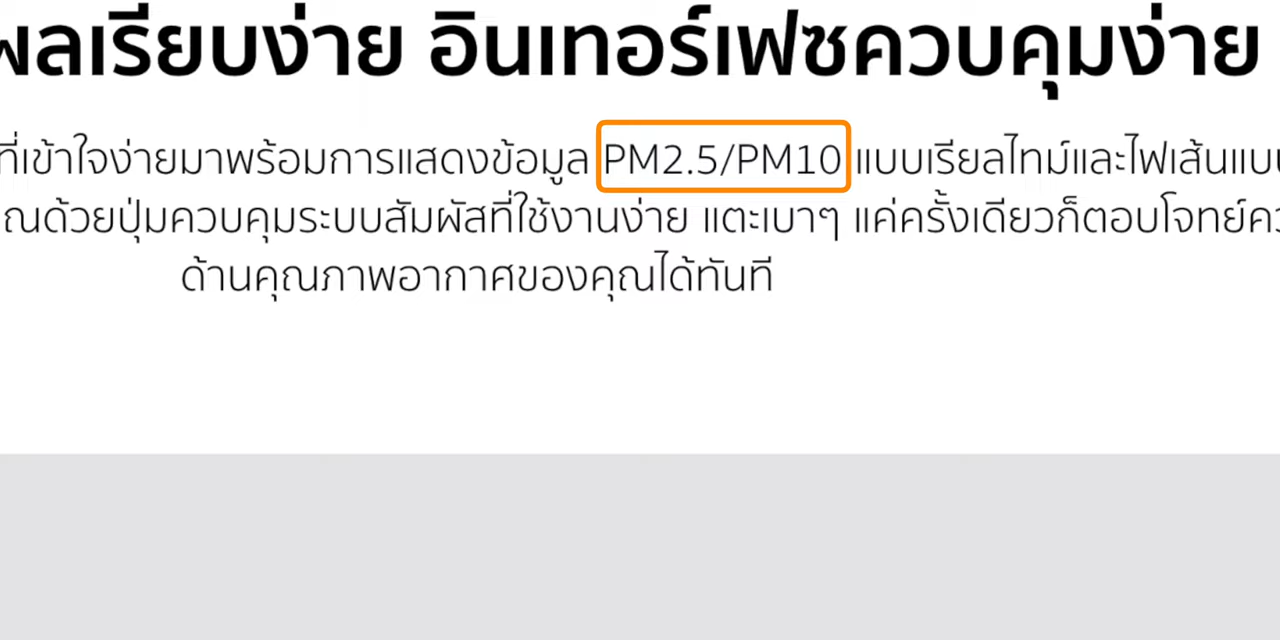 ผลเรียบง่าย อินเทอร์เฟซควบคุมง่าย
ที่เข้าใจง่ายมาพร้อมการแสดงข้อมูล PM2.5/PM10 แบบเรียลไทม์และไฟเส้นแบบ
ณด้วยปุ่มควบคุมระบบสัมผัสที่ใช้งานง่าย แตะเบาๆ แค่ครั้งเดียวก็ตอบโจทย์คว
ด้านคุณภาพอากาศของคุณได้ทันที